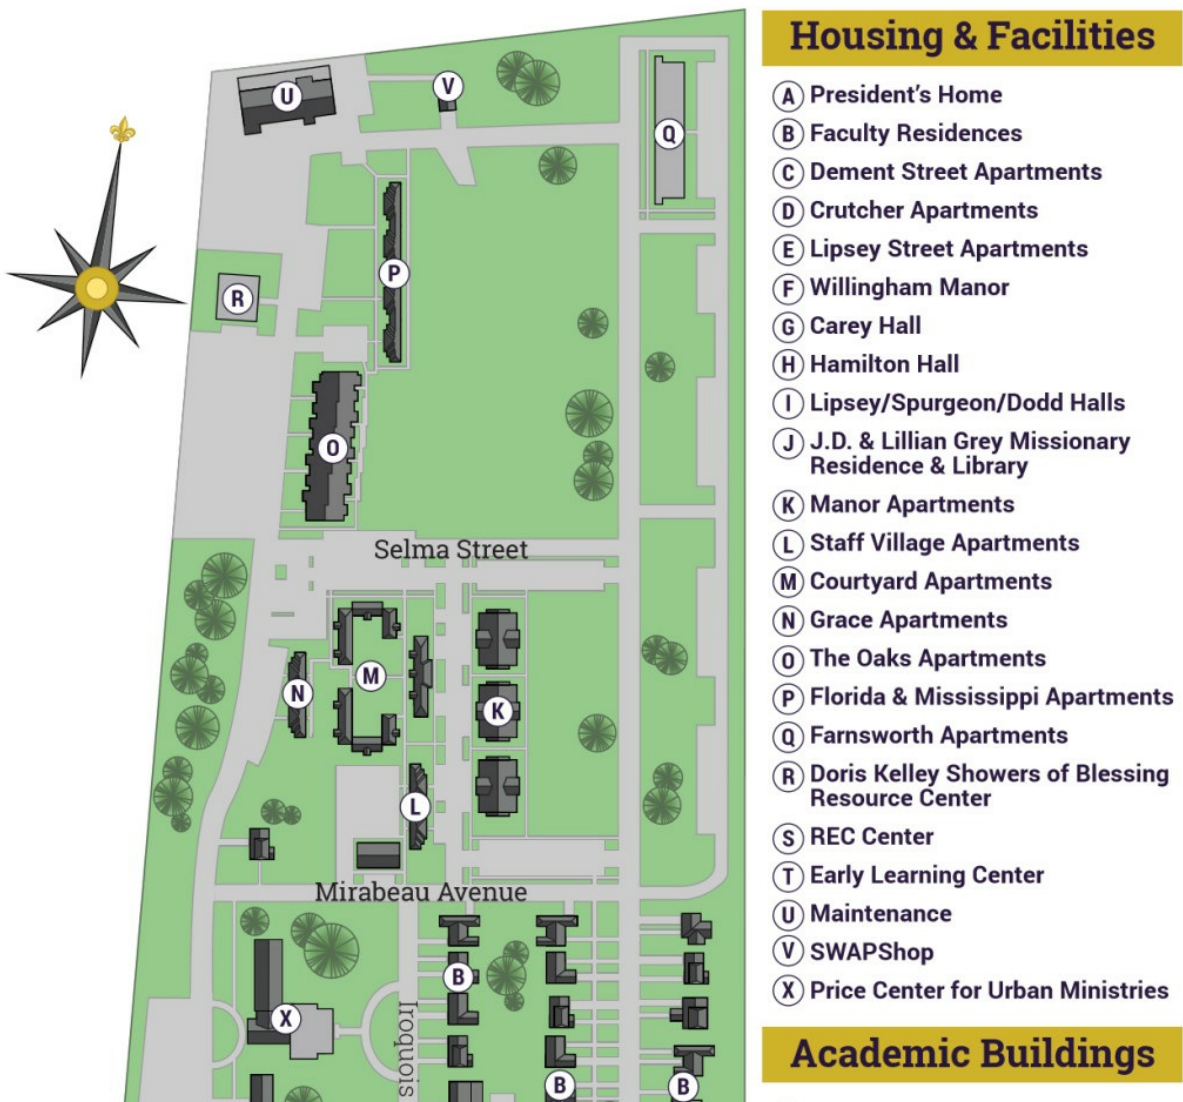 U
V
Q
P
R
O
Selma Street
M
N
K
L
Mirabeau Avenue
B
X
Iroquois
B
B
Housing & Facilities
A President's Home
B Faculty Residences
C Dement Street Apartments
D Crutcher Apartments
E Lipsey Street Apartments
F Willingham Manor
G Carey Hall
H Hamilton Hall
I Lipsey/Spurgeon/Dodd Halls
J J.D. & Lillian Grey Missionary
Residence & Library
K Manor Apartments
L Staff Village Apartments
M Courtyard Apartments
N Grace Apartments
O The Oaks Apartments
P Florida & Mississippi Apartments
Q Farnsworth Apartments
R Doris Kelley Showers of Blessing
Resource Center
S REC Center
T Early Learning Center
U Maintenance
V SWAPShop
X Price Center for Urban Ministries
Academic Buildings